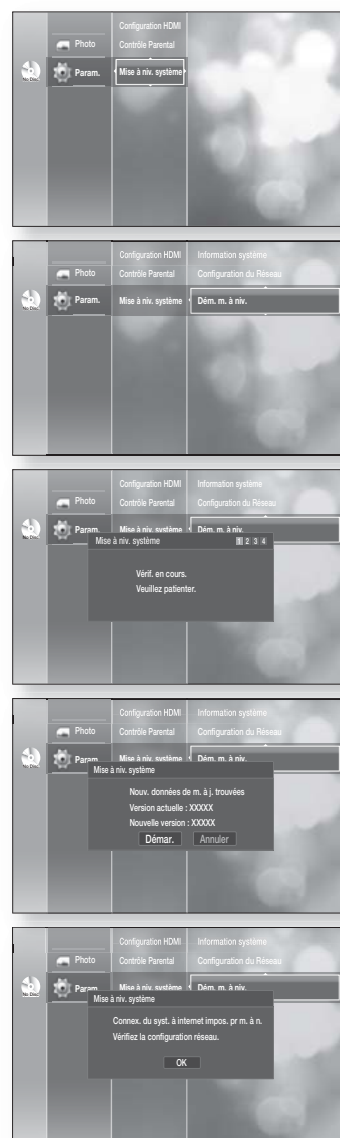 Configuration HDMI
Photo Contrôle Parental
No Disc Param. Mise à niv. système
Configuration HDMI Information système
Photo Contrôle Parental Configuration du Réseau
No Disc Param. Mise à niv. système Dém. m. à niv.
Configuration HDMI Information système
Photo Contrôle Parental Configuration du Réseau
No Disc Param. Mise à niv. système Dém. m. à niv.
Mise à niv. système 1 2 3 4
Vérif. en cours.
Veuillez patienter.
Configuration HDMI Information système
Photo Contrôle Parental Configuration du Réseau
No Disc Param. Mise à niv. système Dém. m. à niv.
Mise à niv. système
Nouv. données de m. à j. trouvées
Version actuelle : XXXXX
Nouvelle version : XXXXX
Démar. Annuler
Configuration HDMI Information système
Photo Contrôle Parental Configuration du Réseau
No Disc Param. Mise à niv. système Dém. m. à niv.
Mise à niv. système
Connex. du syst. à internet impos. pr m. à n.
Vérifiez la configuration réseau.
OK